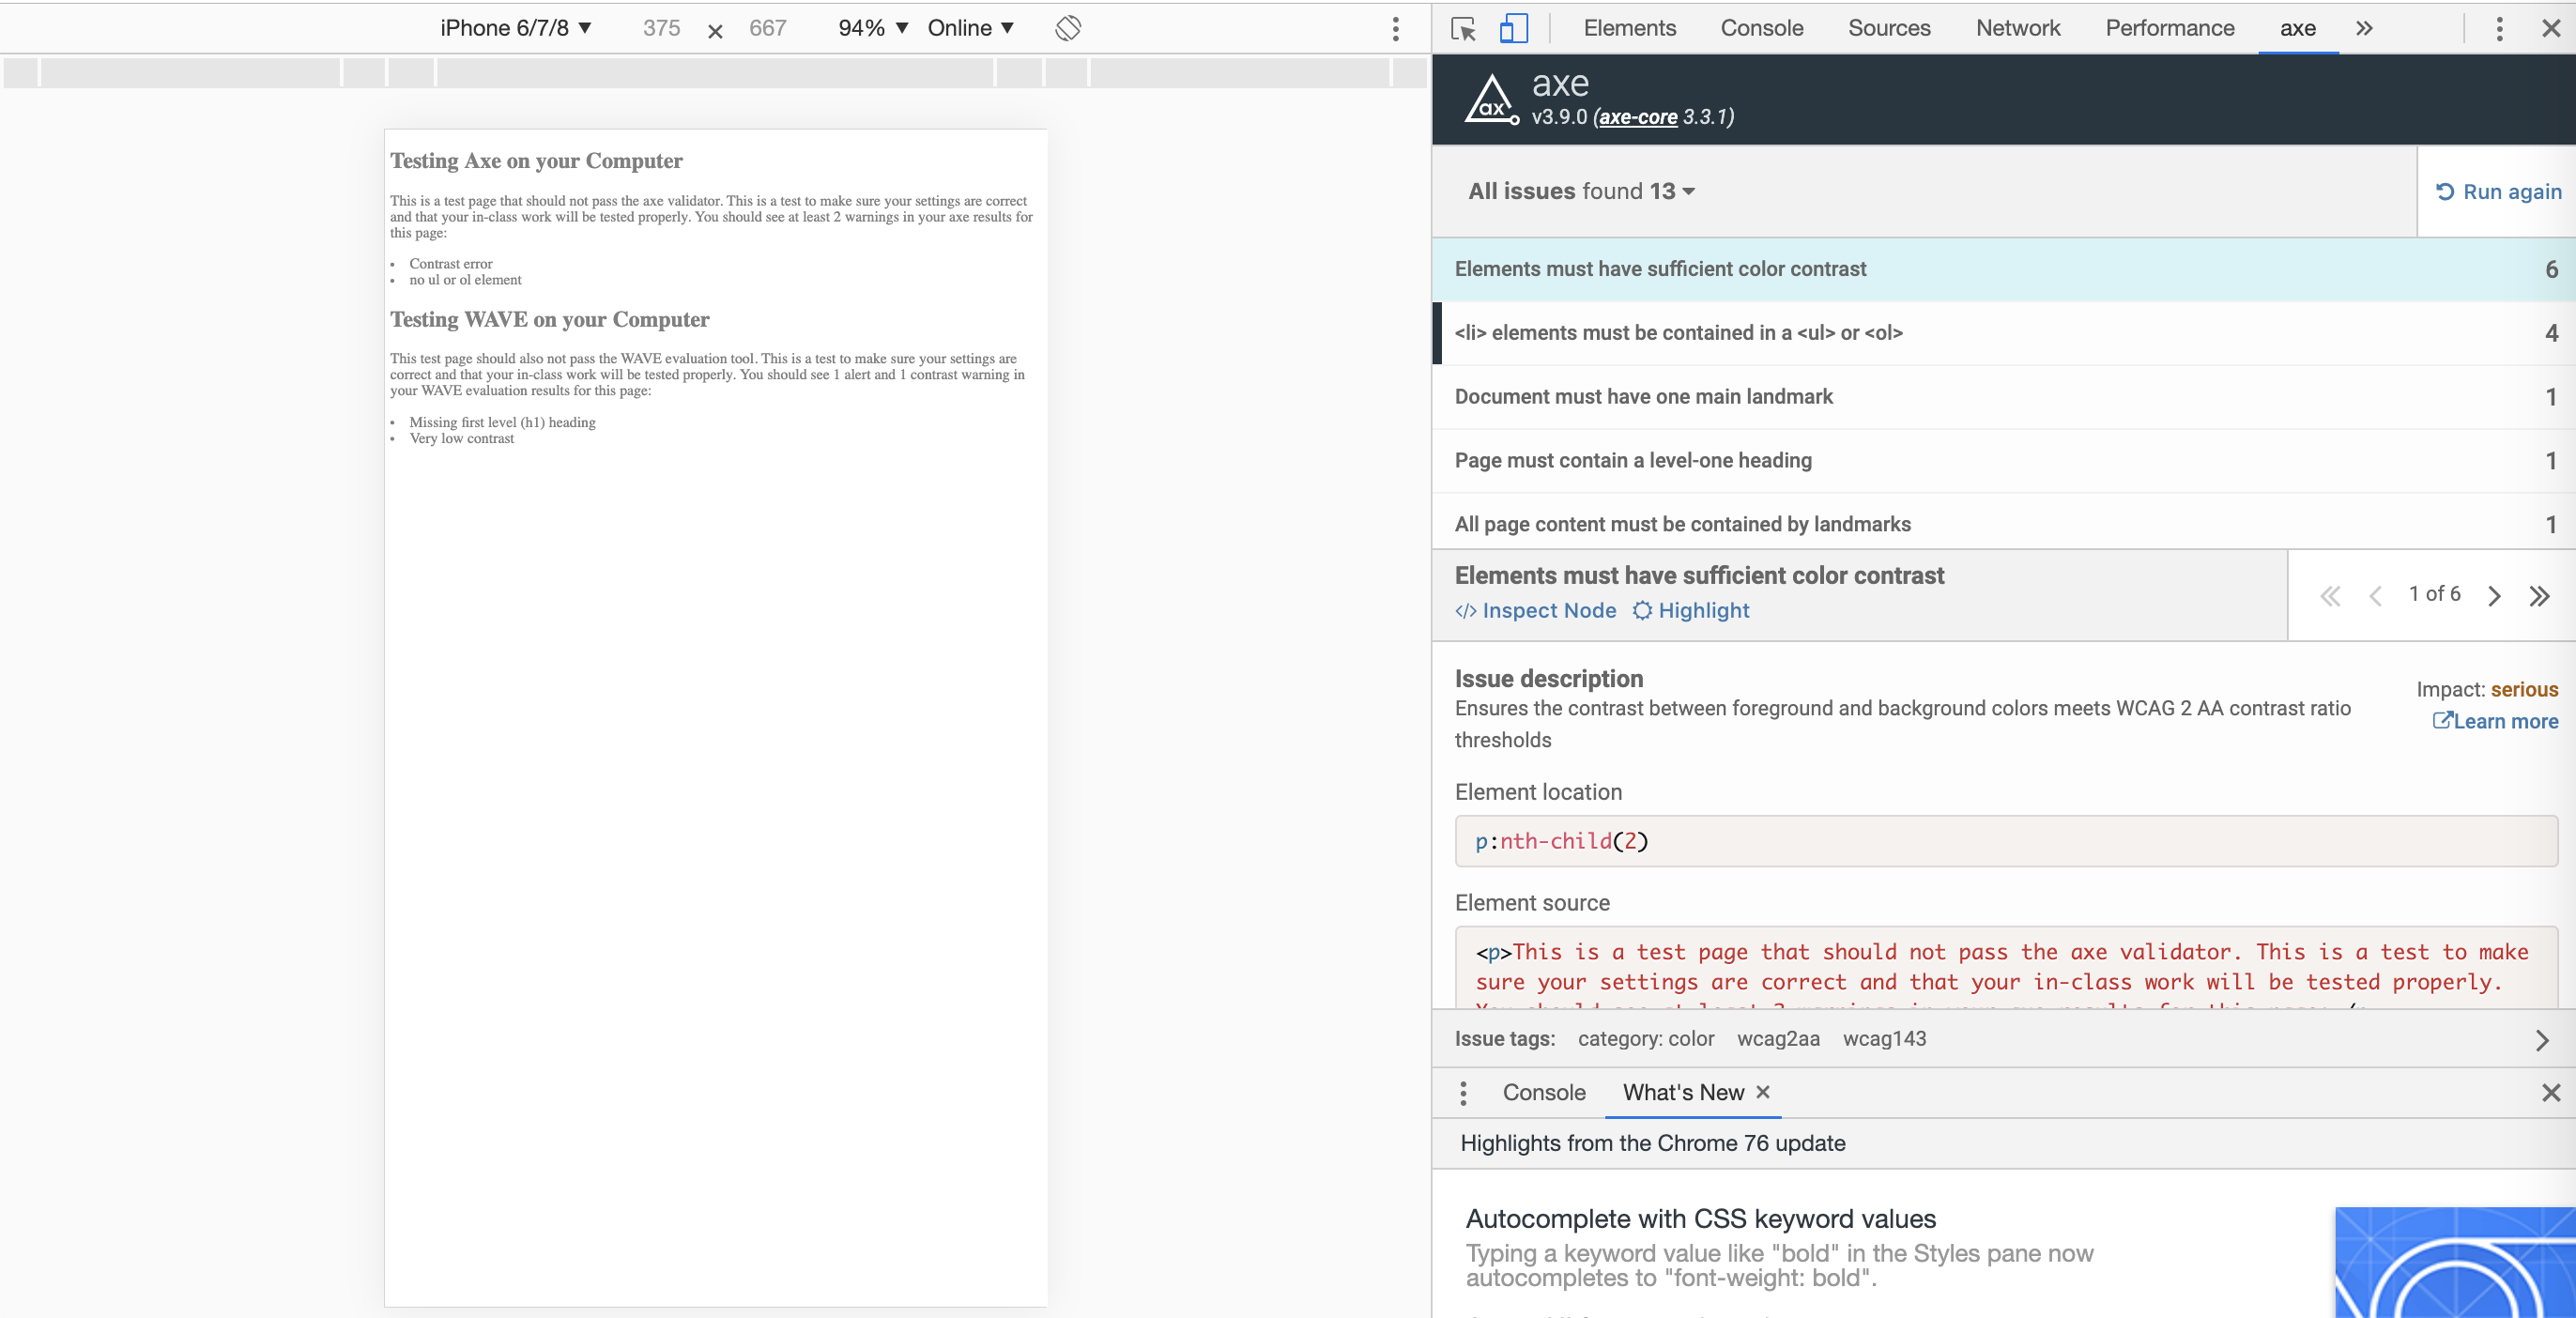 iPhone 6/7/8 ▼ 375 × 667 94% ▼ Online ▼
Elements Console Sources Network Performance axe »
Testing Axe on your Computer
This is a test page that should not pass the axe validator. This is a test to make sure your settings are correct
and that your in-class work will be tested properly. You should see at least 2 warnings in your axe results for
this page:
• Contrast error
• no ul or ol element
Testing WAVE on your Computer
This test page should also not pass the WAVE evaluation tool. This is a test to make sure your settings are
correct and that your in-class work will be tested properly. You should see 1 alert and 1 contrast warning in
your WAVE evaluation results for this page:
• Missing first level (h1) heading
• Very low contrast
ax
axe
v3.9.0 (axe-core 3.3.1)
All issues found 13
Run again
Elements must have sufficient color contrast 6
<li> elements must be contained in a <ul> or <ol> 4
Document must have one main landmark 1
Page must contain a level-one heading 1
All page content must be contained by landmarks 1
Elements must have sufficient color contrast
</> Inspect Node Highlight
1 of 6
Issue description
Impact: serious
Ensures the contrast between foreground and background colors meets WCAG 2 AA contrast ratio
thresholds
Learn more
Element location
p:nth-child(2)
Element source
<p>This is a test page that should not pass the axe validator. This is a test to make
sure your settings are correct and that your in-class work will be tested properly.
Issue tags: category: color wcag2aa wcag143
Console What's New ×
Highlights from the Chrome 76 update
Autocomplete with CSS keyword values
Typing a keyword value like "bold" in the Styles pane now
autocompletes to "font-weight: bold".